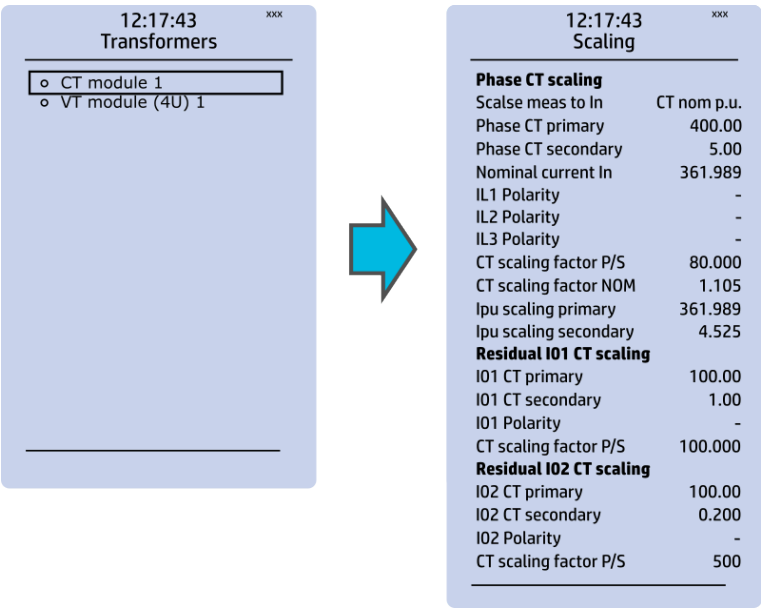 12:17:43 xxx
Transformers
CT module 1
VT module (4U) 1
12:17:43 xxx
Scaling
Phase CT scaling
Scalse meas to In CT nom p.u.
Phase CT primary 400.00
Phase CT secondary 5.00
Nominal current In 361.989
IL1 Polarity -
IL2 Polarity -
IL3 Polarity -
CT scaling factor P/S 80.000
CT scaling factor NOM 1.105
Ipu scaling primary 361.989
Ipu scaling secondary 4.525
Residual I01 CT scaling
I01 CT primary 100.00
I01 CT secondary 1.00
I01 Polarity -
CT scaling factor P/S 100.000
Residual I02 CT scaling
I02 CT primary 100.00
I02 CT secondary 0.200
I02 Polarity -
CT scaling factor P/S 500